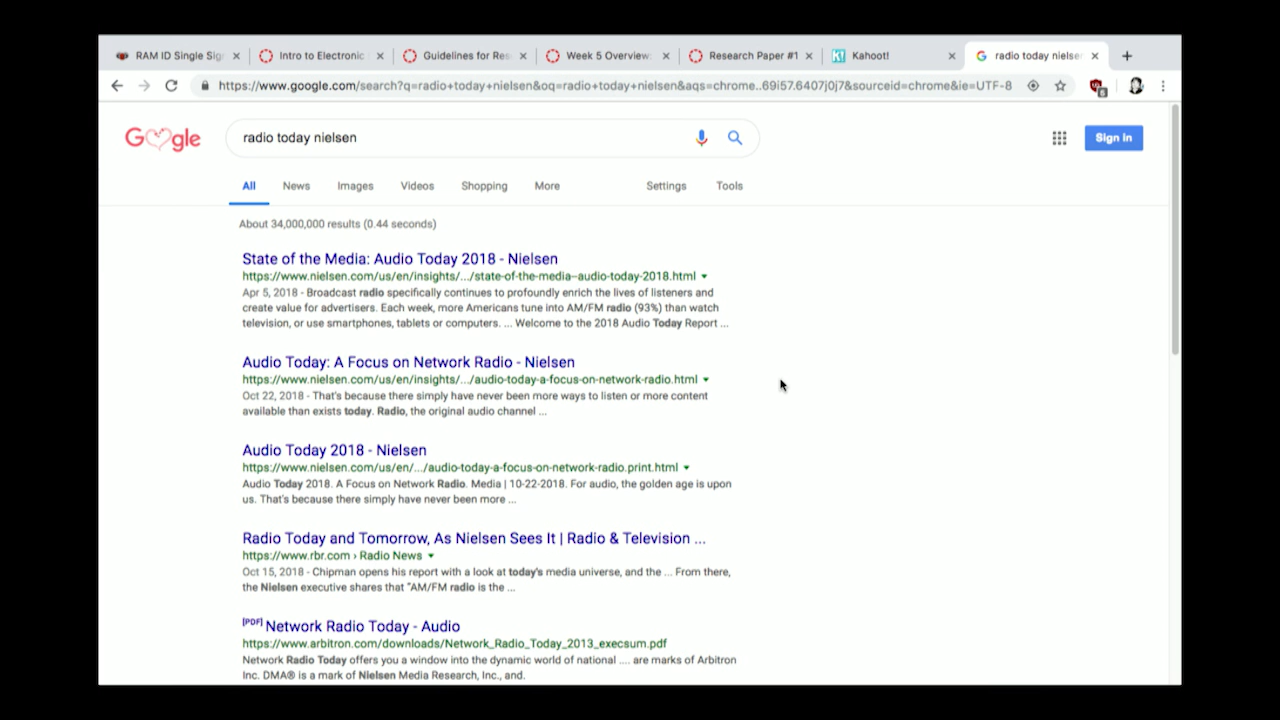 RAM ID Single Sig
Intro to Electronic
Guidelines for Res
Week 5 Overview:
Research Paper #1
Kahoot!
radio today nielse
https://www.google.com/search?q=radio+today+nielsen&oq=radio+today+nielsen&aqs=chrome..69i57.6407j0j7&sourceid=chrome&ie=UTF-8
Google
radio today nielsen
Sign in
All News Images Videos Shopping More Settings Tools
About 34,000,000 results (0.44 seconds)
State of the Media: Audio Today 2018 - Nielsen
https://www.nielsen.com/us/en/insights/.../state-of-the-media--audio-today-2018.html
Apr 5, 2018 - Broadcast radio specifically continues to profoundly enrich the lives of listeners and
create value for advertisers. Each week, more Americans tune into AM/FM radio (93%) than watch
television, or use smartphones, tablets or computers. ... Welcome to the 2018 Audio Today Report ...
Audio Today: A Focus on Network Radio - Nielsen
https://www.nielsen.com/us/en/insights/.../audio-today-a-focus-on-network-radio.html
Oct 22, 2018 - That's because there simply have never been more ways to listen or more content
available than exists today. Radio, the original audio channel ...
Audio Today 2018 - Nielsen
https://www.nielsen.com/us/en/.../audio-today-a-focus-on-network-radio.print.html
Audio Today 2018. A Focus on Network Radio. Media | 10-22-2018. For audio, the golden age is upon
us. That's because there simply have never been more ...
Radio Today and Tomorrow, As Nielsen Sees It | Radio & Television ...
https://www.rbr.com › Radio News
Oct 15, 2018 - Chipman opens his report with a look at today's media universe, and the ... From there,
the Nielsen executive shares that "AM/FM radio is the ...
[PDF] Network Radio Today - Audio
https://www.arbitron.com/downloads/Network_Radio_Today_2013_execsum.pdf
Network Radio Today offers you a window into the dynamic world of national .... are marks of Arbitron
Inc. DMA® is a mark of Nielsen Media Research, Inc., and.